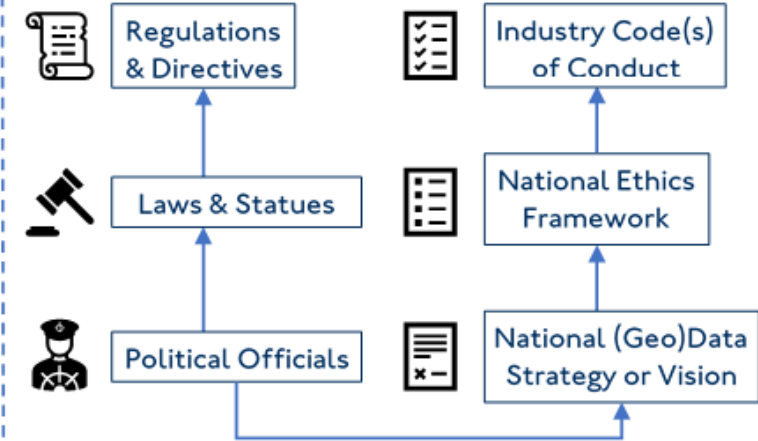 Regulations
& Directives
Industry Code(s)
of Conduct
Laws & Statues
National Ethics
Framework
Political Officials
National (Geo)Data
Strategy or Vision